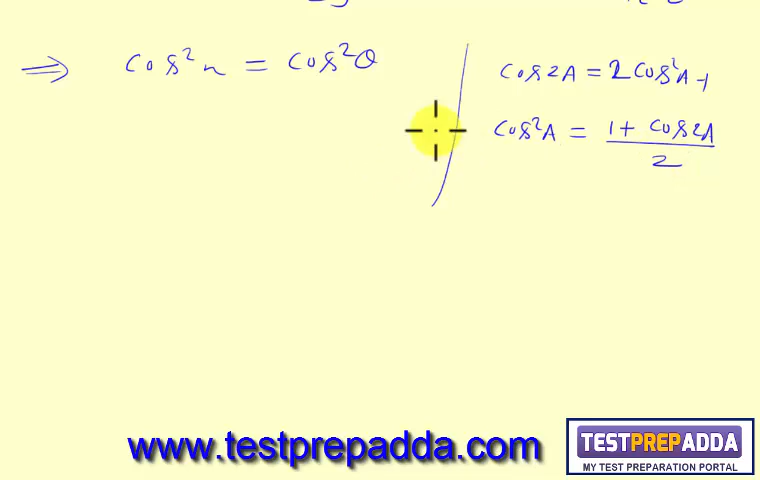 ⇒ cos²x = cos²θ
cos2A = 2cos²A-1
cos²A = 1 + cos2A
2
www.testprepadda.com
TESTPREPADDA
MY TEST PREPARATION PORTAL